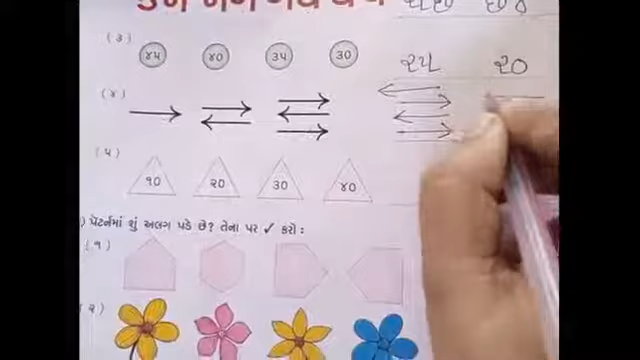 (૩) ૪૫ ૪૦ ૩૫ ૩૦ ૨૫ ૨૦
(૪)
(૫) ૧૦ ૨૦ ૩૦ ૪૦
) પેટર્નમાં શું અલગ પડે છે? તેના પર ✓ કરો :
(૧)
(૨)